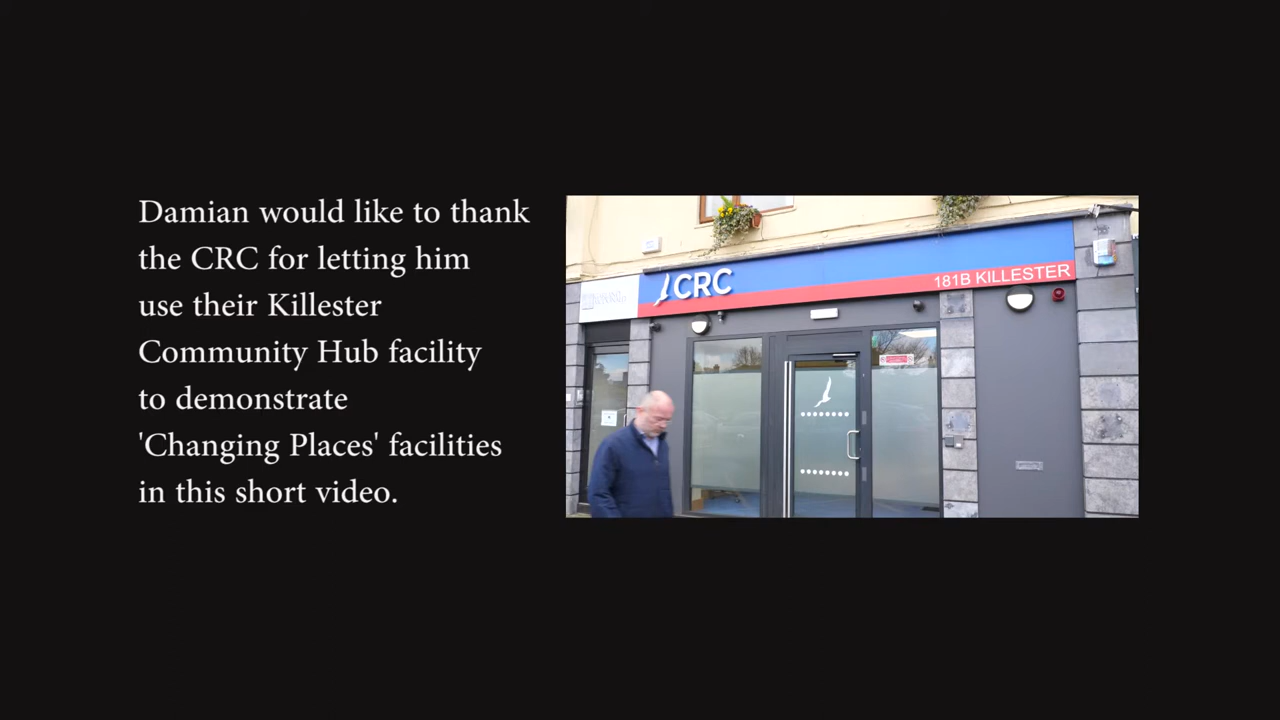 Damian would like to thank
the CRC for letting him
use their Killester
Community Hub facility
to demonstrate
'Changing Places' facilities
in this short video.
CRC
181B KILLESTER